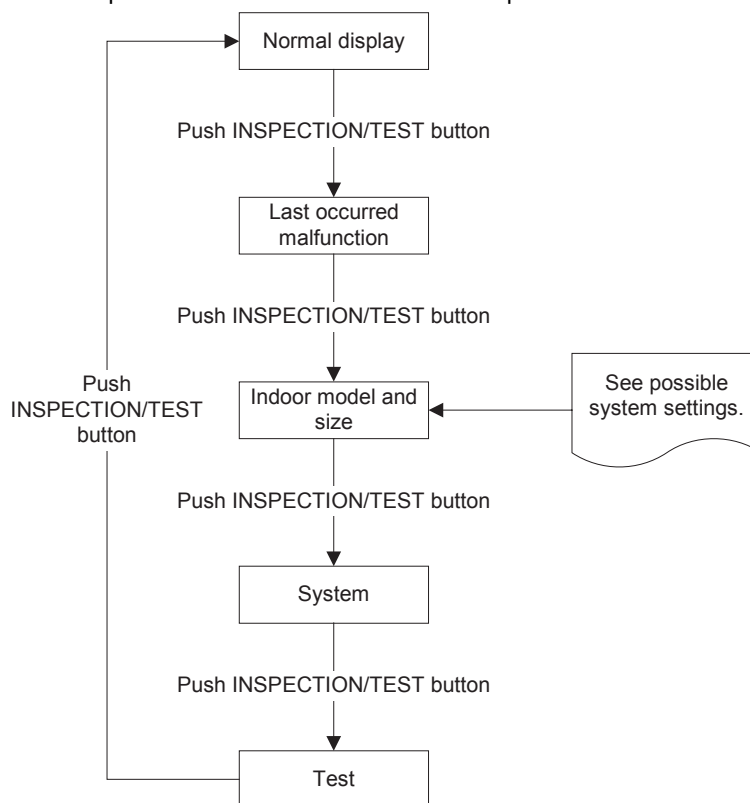 Normal display
Push INSPECTION/TEST button
Last occurred
malfunction
Push INSPECTION/TEST button
Push
INSPECTION/TEST
button
Indoor model and
size
See possible
system settings.
Push INSPECTION/TEST button
System
Push INSPECTION/TEST button
Test